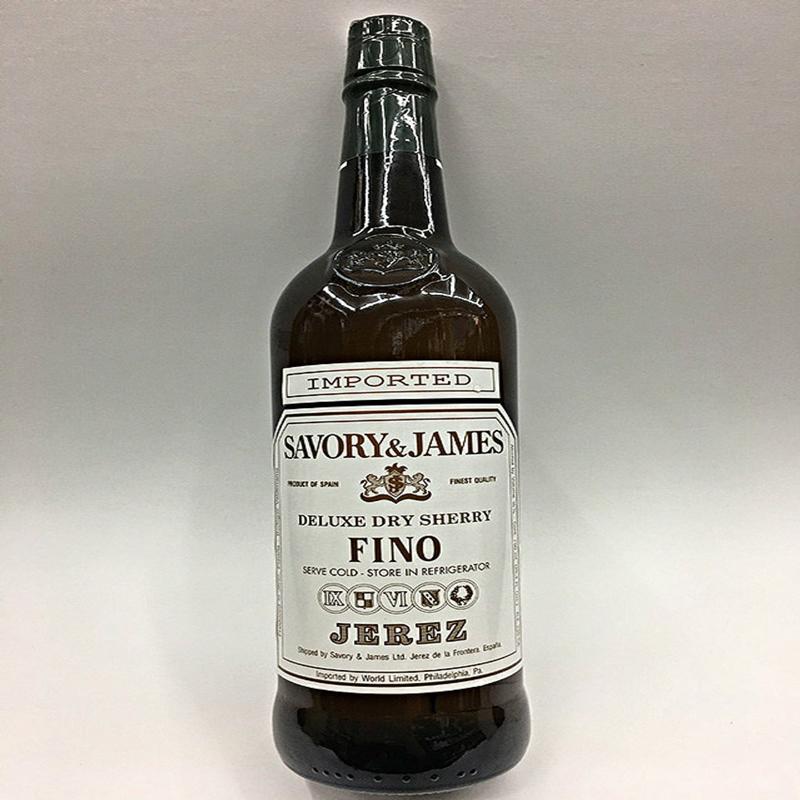 IMPORTED
SAVORY & JAMES
PRODUCT OF SPAIN
FINEST QUALITY
DELUXE DRY SHERRY
FINO
SERVE COLD - STORE IN REFRIGERATOR
IX VI
JEREZ
Shipped by Savory & James Ltd. Jerez de la Frontera. España
Imported by World Limited, Philadelphia, Pa.